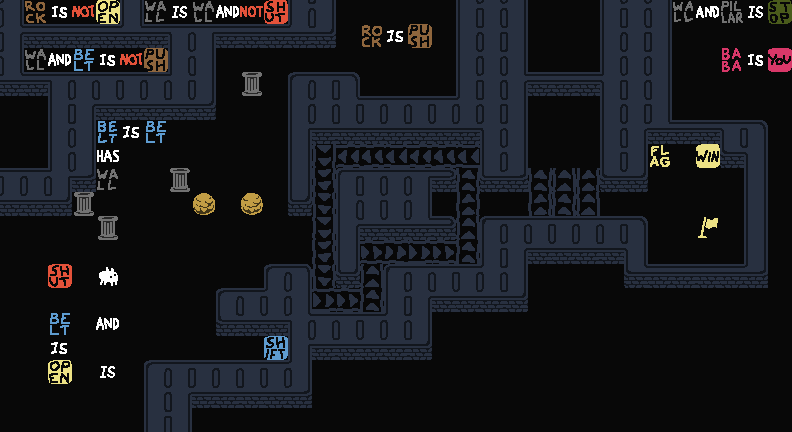 ROCK IS NOT OPEN WALL IS WALL AND NOT SHUT WALL AND PILLAR IS STOP
ROCK IS PUSH
WALL AND BELT IS NOT PUSH BABA IS YOU
BELT IS BELT
HAS FLAG WIN
WALL
SHUT
BELT AND
IS SHIFT
OPEN IS